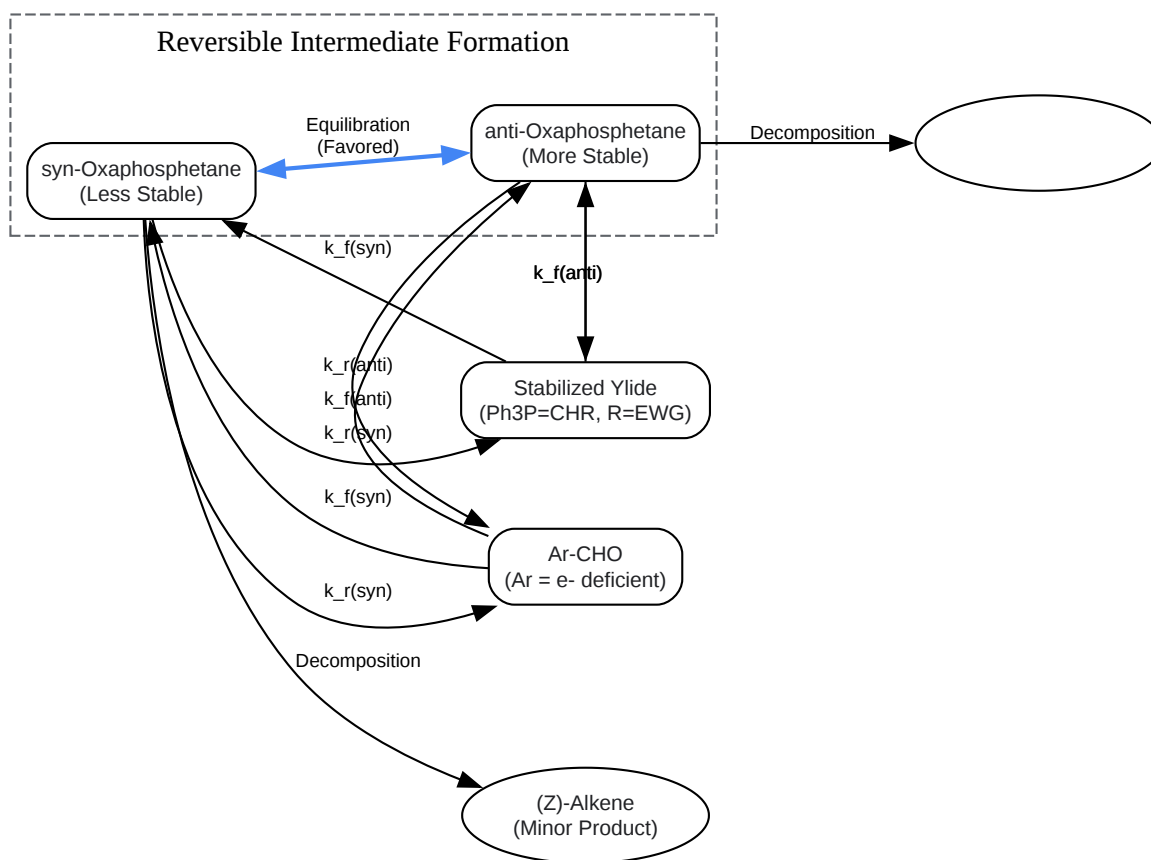 Reversible Intermediate Formation
Equilibration
(Favored)
anti-Oxaphosphetane
(More Stable)
Decomposition
syn-Oxaphosphetane
(Less Stable)
k_f(syn)
k_f(anti)
k_r(anti)
k_f(anti)
k_r(syn)
Stabilized Ylide
(Ph3P=CHR, R=EWG)
k_f(syn)
Ar-CHO
(Ar = e- deficient)
k_r(syn)
Decomposition
(Z)-Alkene
(Minor Product)